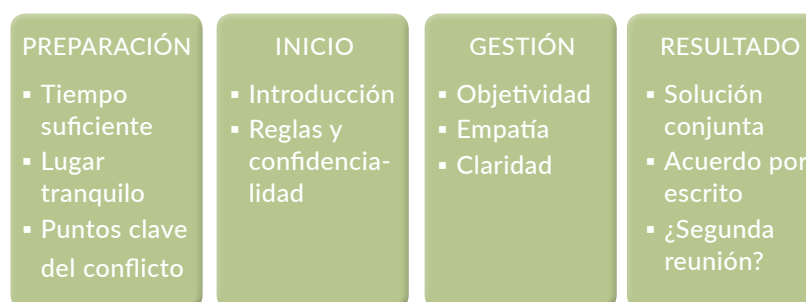 PREPARACIÓN
▪ Tiempo
suficiente
▪ Lugar
tranquilo
▪ Puntos clave
del conflicto
INICIO
▪ Introducción
▪ Reglas y
confidencia-
lidad
GESTIÓN
▪ Objetividad
▪ Empatía
▪ Claridad
RESULTADO
▪ Solución
conjunta
▪ Acuerdo por
escrito
▪ ¿Segunda
reunión?